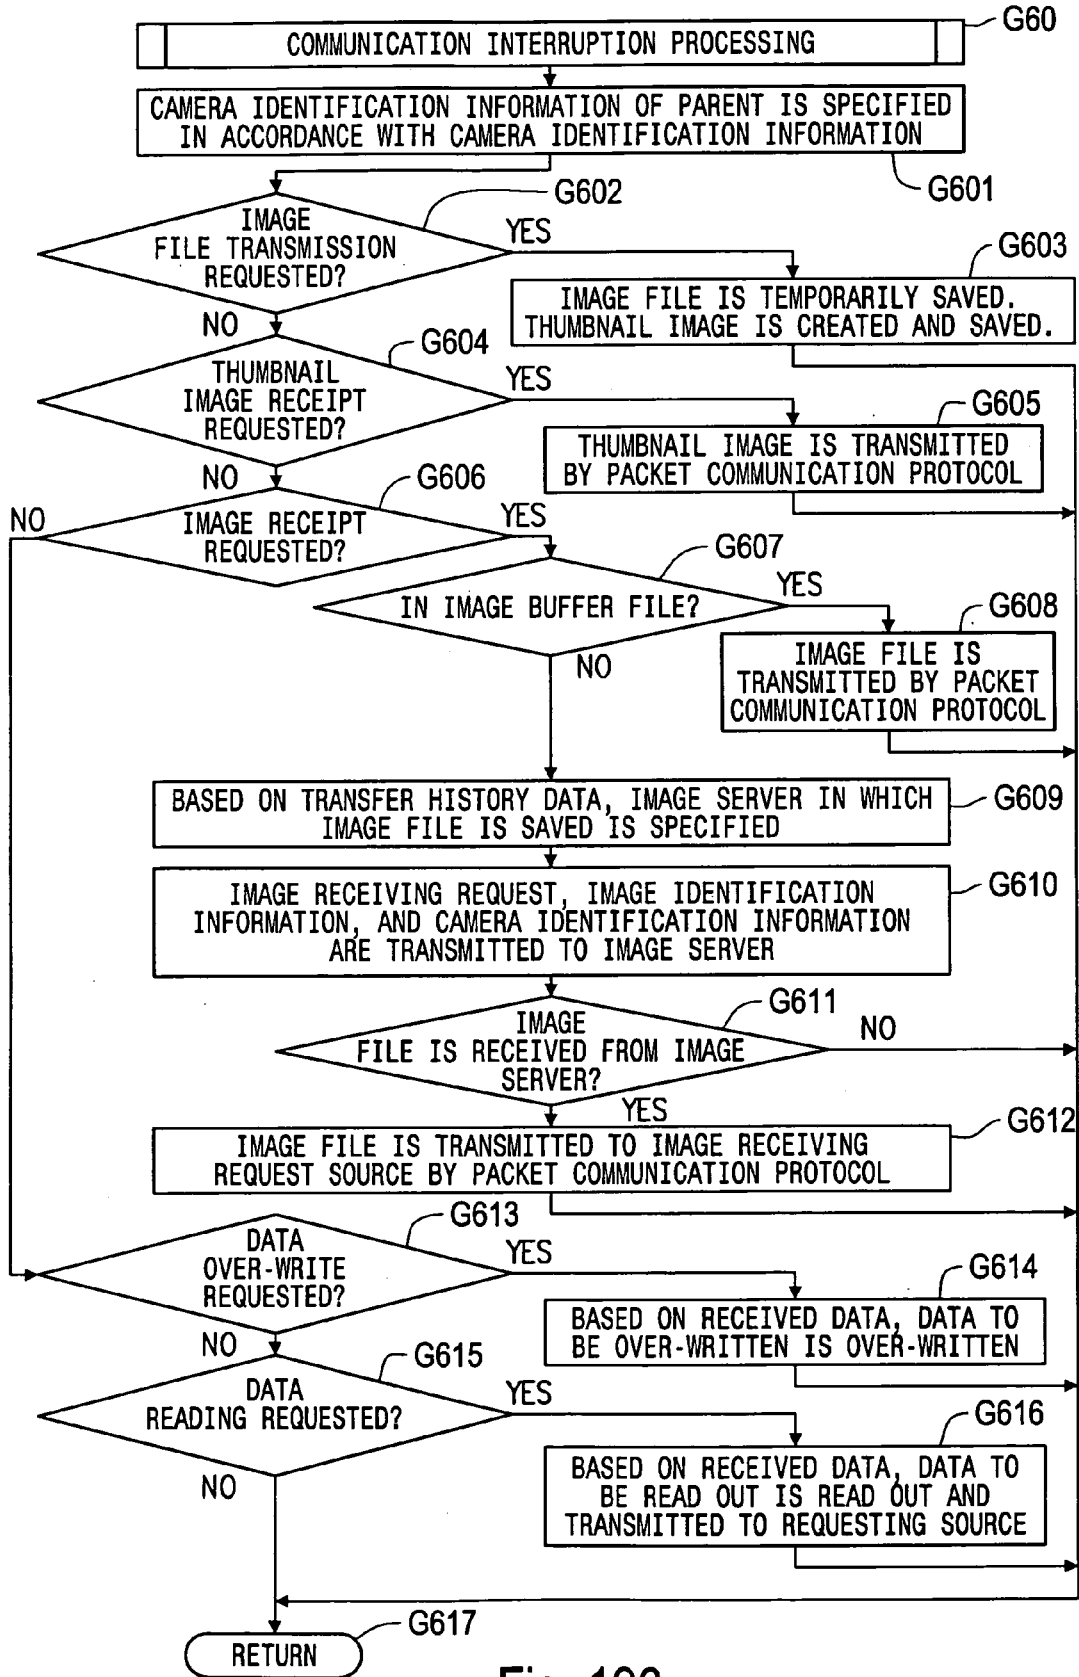 G60
COMMUNICATION INTERRUPTION PROCESSING
CAMERA IDENTIFICATION INFORMATION OF PARENT IS SPECIFIED
IN ACCORDANCE WITH CAMERA IDENTIFICATION INFORMATION
G601
G602
IMAGE
FILE TRANSMISSION
REQUESTED?
YES
G603
IMAGE FILE IS TEMPORARILY SAVED.
THUMBNAIL IMAGE IS CREATED AND SAVED.
NO
G604
THUMBNAIL
IMAGE RECEIPT
REQUESTED?
YES
G605
THUMBNAIL IMAGE IS TRANSMITTED
BY PACKET COMMUNICATION PROTOCOL
NO
G606
NO
IMAGE RECEIPT
REQUESTED?
YES
G607
IN IMAGE BUFFER FILE?
YES
G608
IMAGE FILE IS
TRANSMITTED BY PACKET
COMMUNICATION PROTOCOL
NO
BASED ON TRANSFER HISTORY DATA, IMAGE SERVER IN WHICH
IMAGE FILE IS SAVED IS SPECIFIED
G609
IMAGE RECEIVING REQUEST, IMAGE IDENTIFICATION
INFORMATION, AND CAMERA IDENTIFICATION INFORMATION
ARE TRANSMITTED TO IMAGE SERVER
G610
G611
IMAGE
FILE IS RECEIVED FROM IMAGE
SERVER?
NO
YES
G612
IMAGE FILE IS TRANSMITTED TO IMAGE RECEIVING
REQUEST SOURCE BY PACKET COMMUNICATION PROTOCOL
G613
DATA
OVER-WRITE
REQUESTED?
YES
G614
BASED ON RECEIVED DATA, DATA TO
BE OVER-WRITTEN IS OVER-WRITTEN
NO
G615
DATA
READING REQUESTED?
YES
G616
BASED ON RECEIVED DATA, DATA TO
BE READ OUT IS READ OUT AND
TRANSMITTED TO REQUESTING SOURCE
NO
G617
RETURN